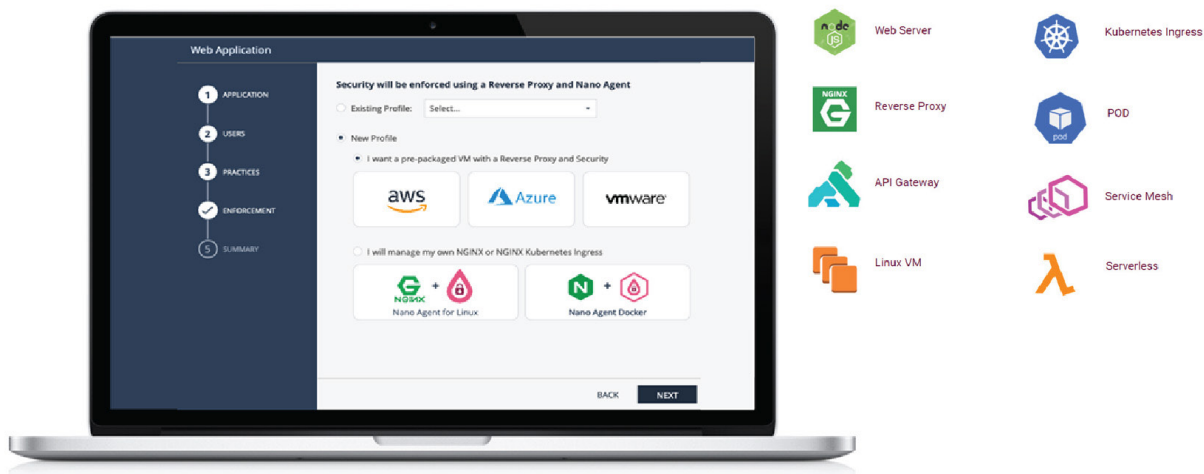 Web Application
1 APPLICATION
2 USERS
3 PRACTICES
ENFORCEMENT
5 SUMMARY
Security will be enforced using a Reverse Proxy and Nano Agent
Existing Profile: Select...
New Profile
I want a pre-packaged VM with a Reverse Proxy and Security
aws
Azure
vmware
I will manage my own NGINX or NGINX Kubernetes Ingress
G + 
NGINX
Nano Agent for Linux
N +
Nano Agent Docker
BACK NEXT
node
JS
Web Server
NGINX
G
Reverse Proxy
API Gateway
Linux VM
Kubernetes Ingress
pod
POD
Service Mesh
λ
Serverless